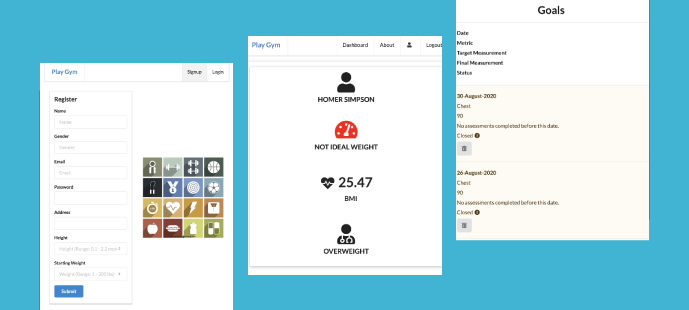 Play Gym
Signup
Login
Register
Name
Name
Gender
Gender
Email
Email
Password
Address
Height
Height (Range: 0.1 - 2.2
Starting Weight
Weight (Range: 1 -
Submit
Play Gym
Dashboard
About
Logout
HOMER SIMPSON
NOT IDEAL WEIGHT
25.47
BMI
OVERWEIGHT
Goals
Date
Metric
Target Measurement
Final Measurement
Status
30-August-2020
Chest
90
No assessments completed before this date.
Closed
26-August-2020
Chest
90
No assessments completed before this date.
Closed